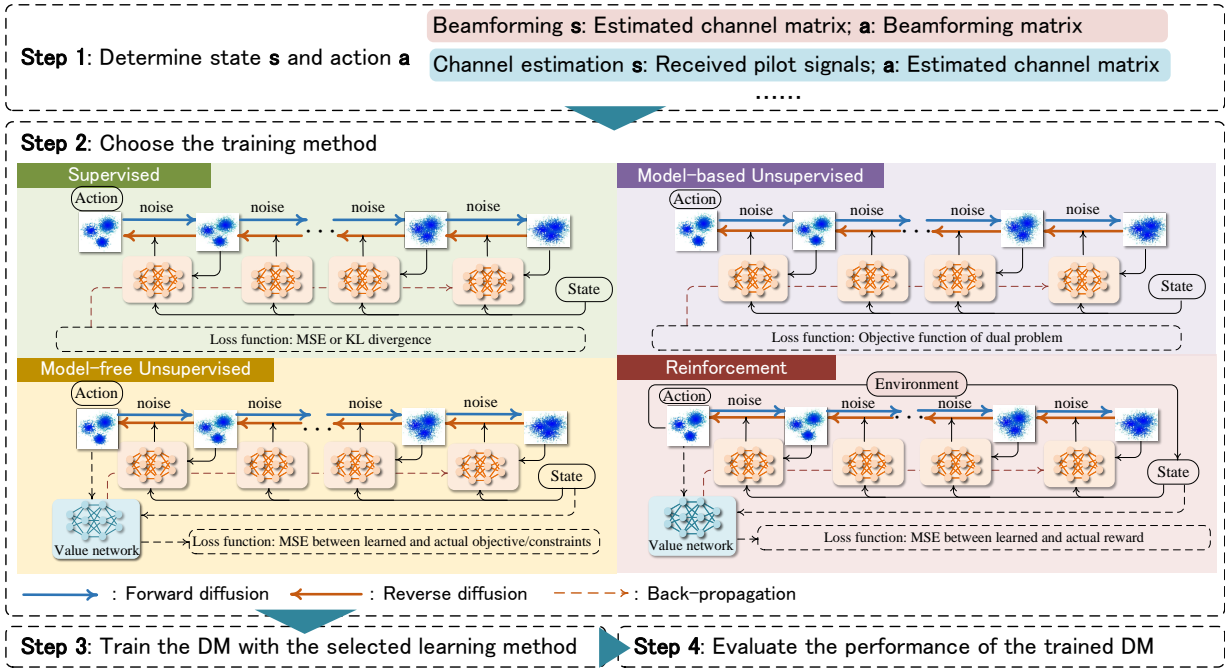 Step 1: Determine state s and action a
Beamforming s: Estimated channel matrix; a: Beamforming matrix
Channel estimation s: Received pilot signals; a: Estimated channel matrix
......
Step 2: Choose the training method
Supervised
Action
noise
noise
noise
noise
...
State
Loss function: MSE or KL divergence
Model-based Unsupervised
Action
noise
noise
noise
noise
...
State
Loss function: Objective function of dual problem
Model-free Unsupervised
Action
noise
noise
noise
noise
...
State
Value network
Loss function: MSE between learned and actual objective/constraints
Reinforcement
Environment
Action
noise
noise
noise
noise
...
State
Value network
Loss function: MSE between learned and actual reward
: Forward diffusion
: Reverse diffusion
: Back-propagation
Step 3: Train the DM with the selected learning method
Step 4: Evaluate the performance of the trained DM